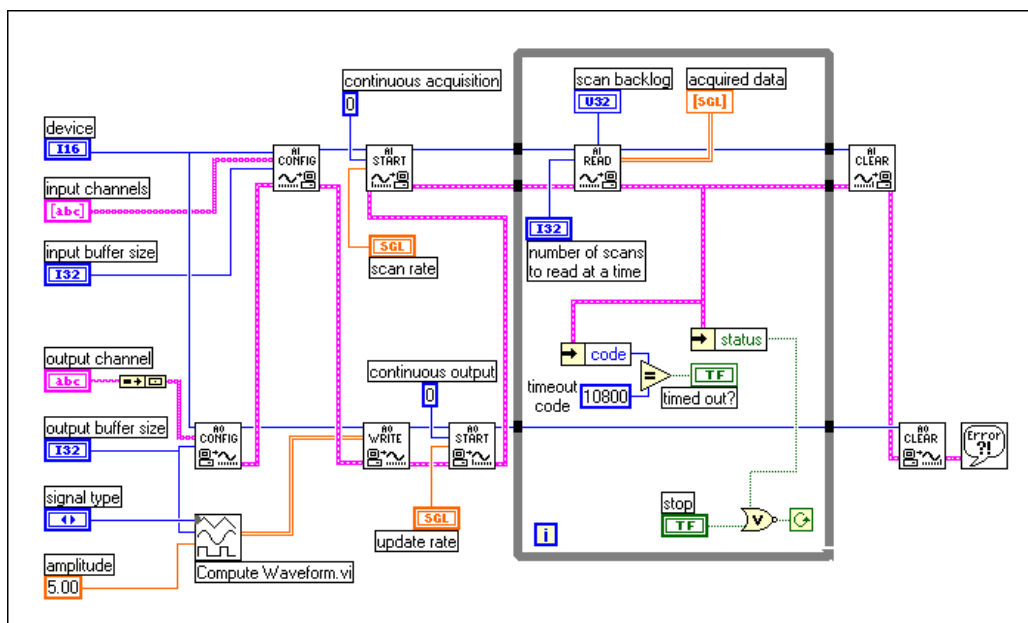 continuous acquisition
0
scan backlog
U32
acquired data
[SGL]
device
I16
AI
CONFIG
AI
START
AI
READ
AI
CLEAR
input channels
[abc]
input buffer size
I32
SGL
scan rate
I32
number of scans
to read at a time
code
status
output channel
abc
continuous output
0
timeout
code
10800
=
TF
timed out?
output buffer size
I32
AO
CONFIG
AO
WRITE
AO
START
AO
CLEAR
Error
?!
signal type
stop
TF
V
SGL
update rate
i
amplitude
5.00
Compute Waveform.vi